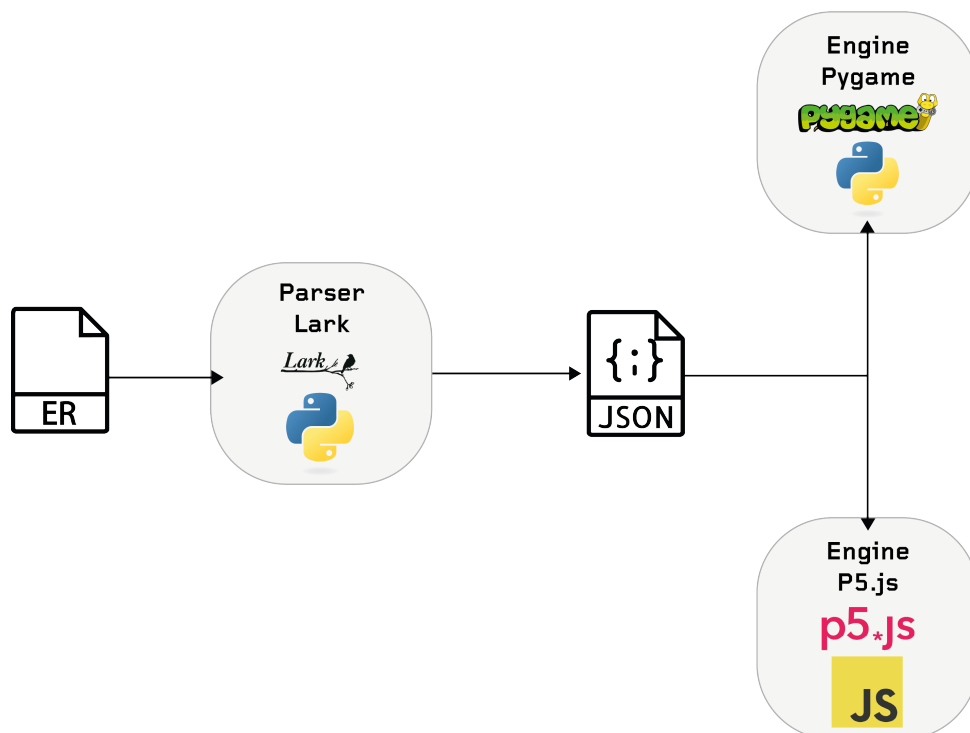 Engine
Pygame
pygame
Parser
Lark
Lark
ER
{;}
JSON
Engine
P5.js
p5*js
JS